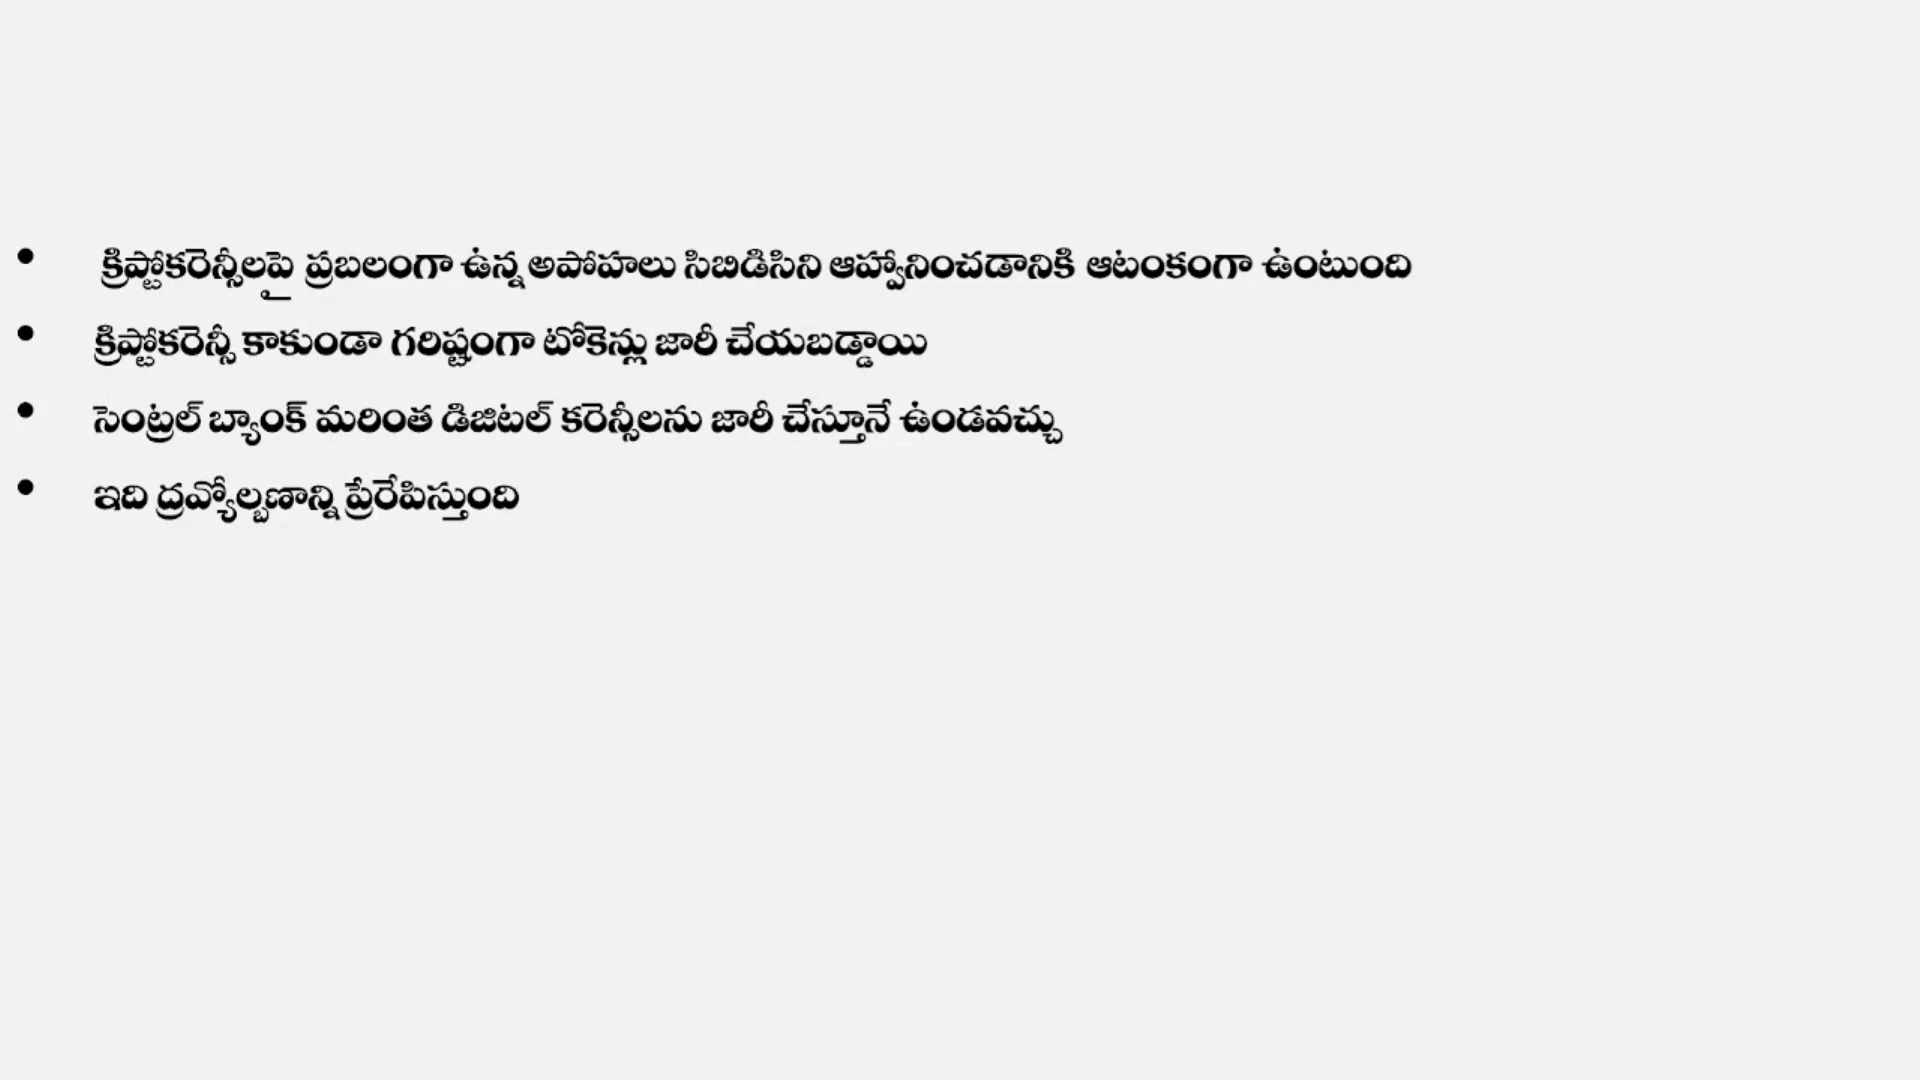 • క్రిప్టోకరెన్సీలపై ప్రబలంగా ఉన్న అపోహలు సిబిడిసిని ఆహ్వానించడానికి ఆటంకంగా ఉంటుంది
• క్రిప్టోకరెన్సీ కాకుండా గరిష్టంగా టోకెన్లు జారీ చేయబడ్డాయి
• సెంట్రల్ బ్యాంక్ మరింత డిజిటల్ కరెన్సీలను జారీ చేస్తూనే ఉండవచ్చు
• ఇది ద్రవ్యోల్బణాన్ని ప్రేరేపిస్తుంది